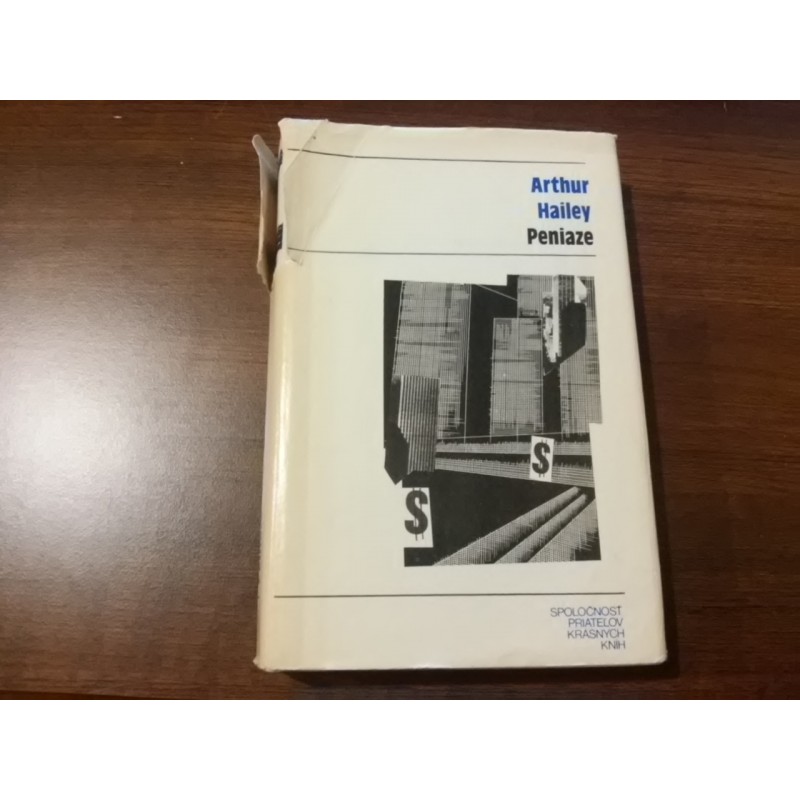 Arthur
Hailey
Peniaze
$
$
SPOLOČNOSŤ
PRIATEĽOV
KRÁSNYCH
KNÍH